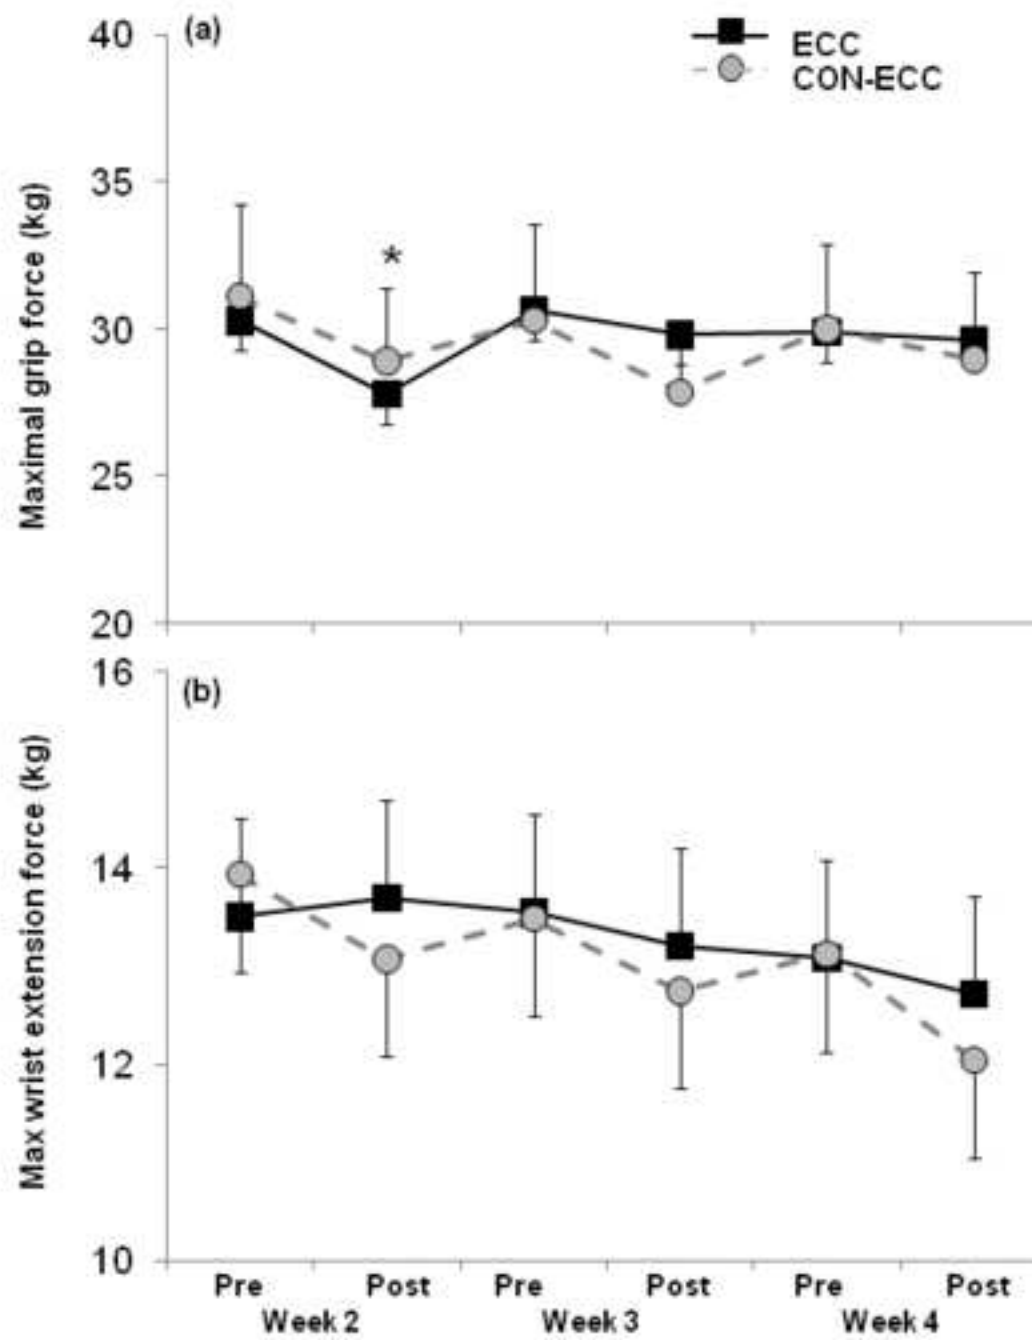 (a)
ECC
CON-ECC
40
35
30
25
20
Maximal grip force (kg)
*
(b)
16
14
12
10
Max wrist extension force (kg)
Pre Post Pre Post Pre Post
Week 2 Week 3 Week 4